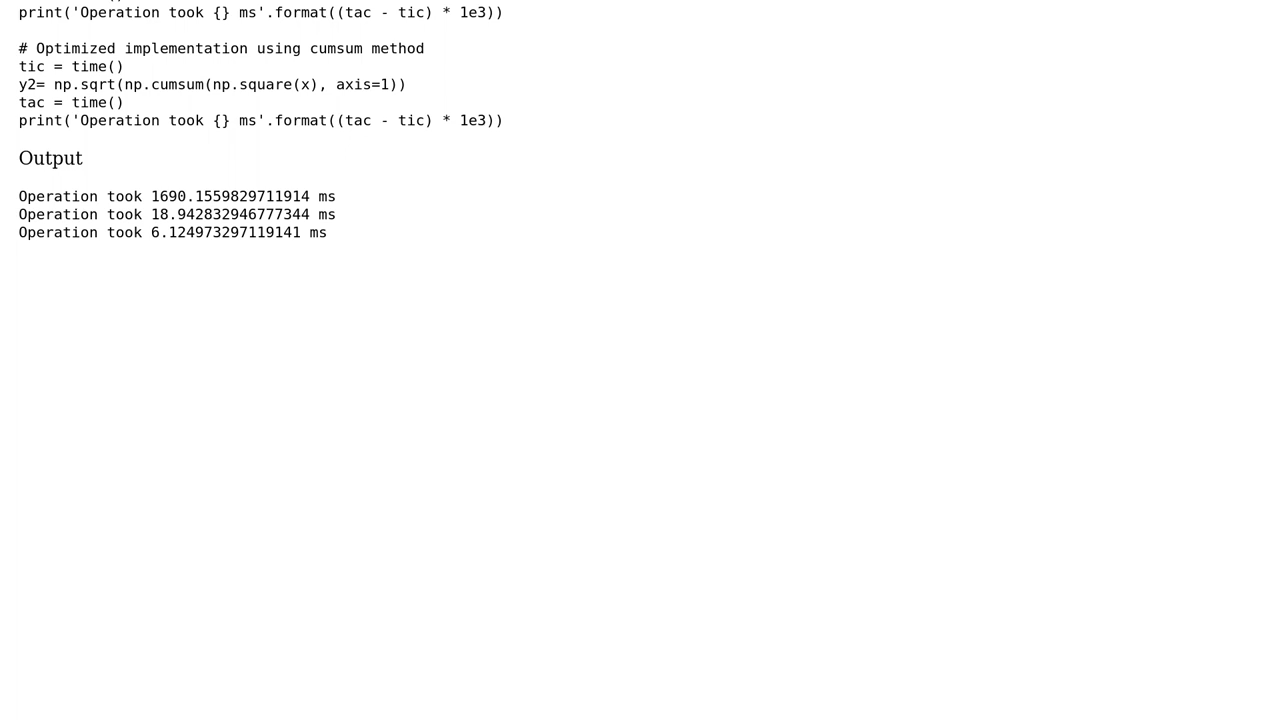 print('Operation took {} ms'.format((tac - tic) * 1e3))
# Optimized implementation using cumsum method
tic = time()
y2= np.sqrt(np.cumsum(np.square(x), axis=1))
tac = time()
print('Operation took {} ms'.format((tac - tic) * 1e3))
Output
Operation took 1690.1559829711914 ms
Operation took 18.942832946777344 ms
Operation took 6.124973297119141 ms